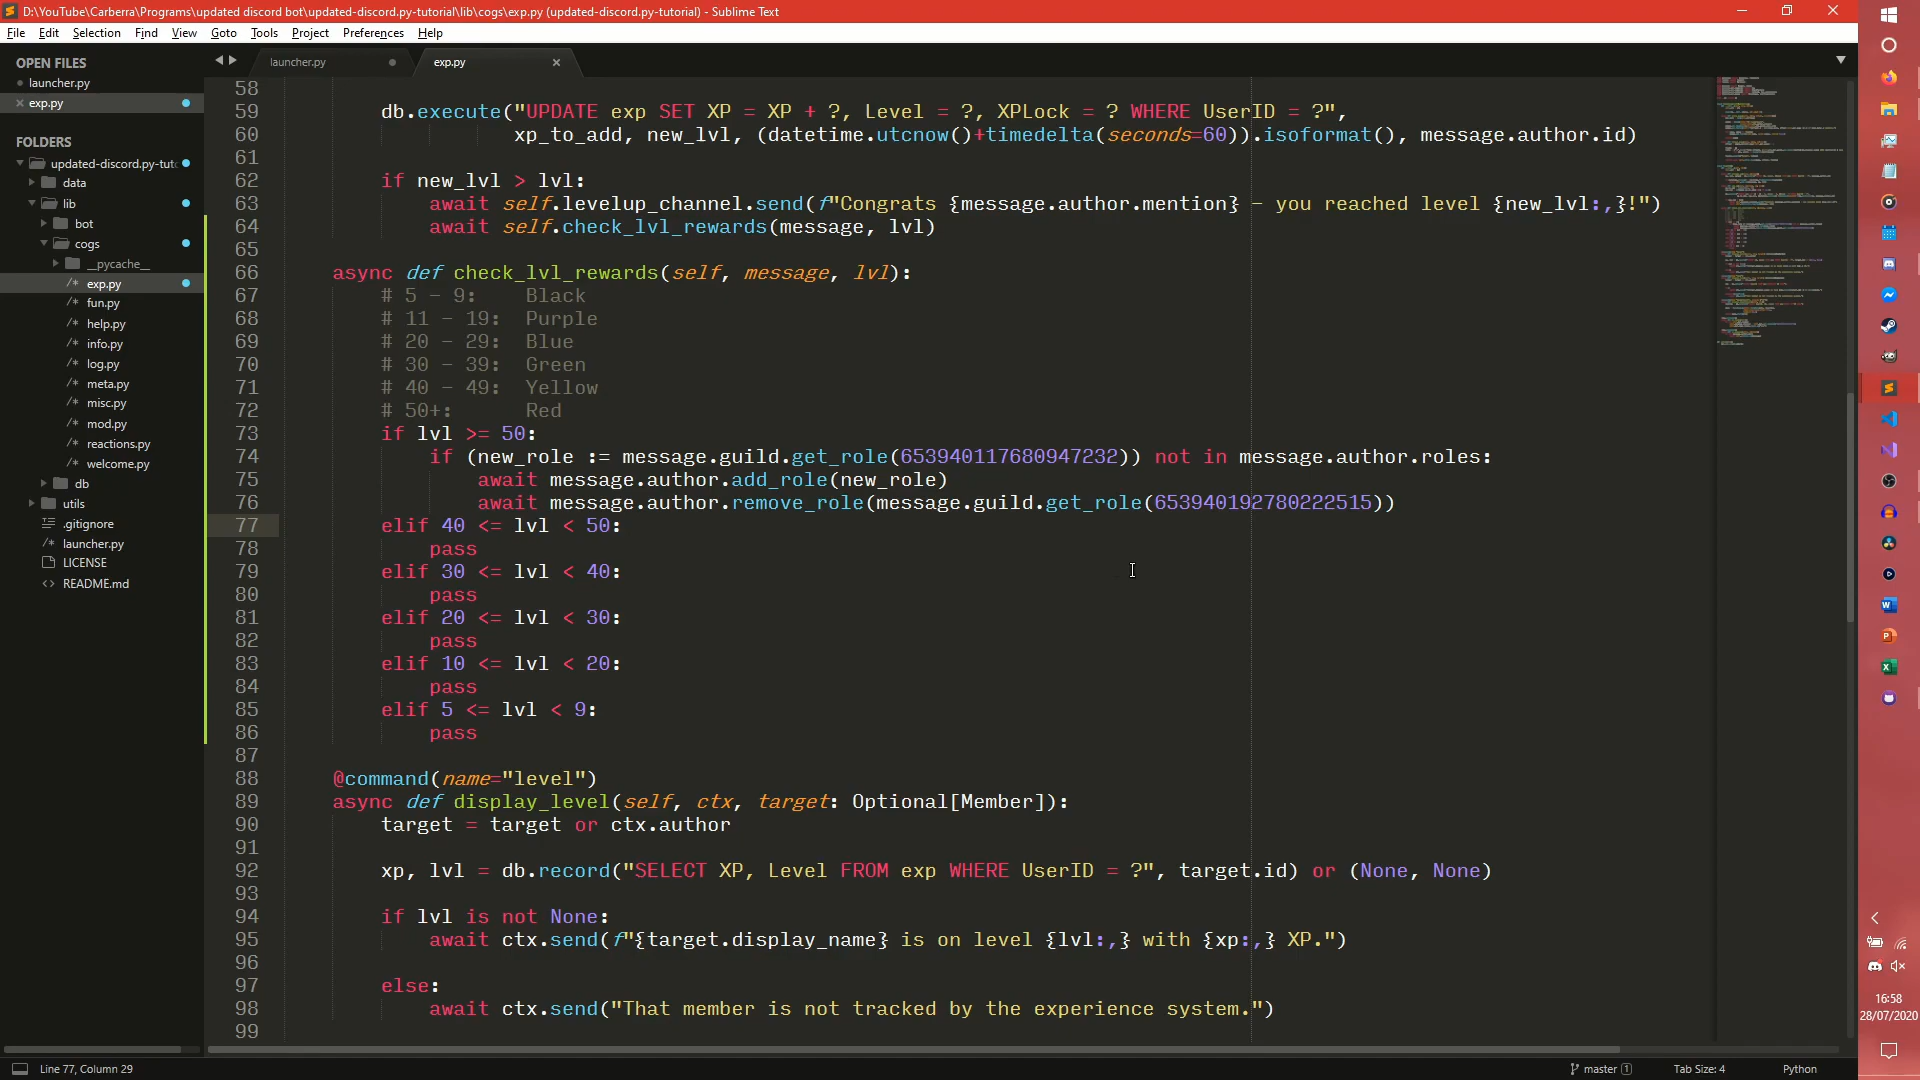 D:\YouTube\Carberra\Programs\updated discord bot\updated-discord.py-tutorial\lib\cogs\exp.py (updated-discord.py-tutorial) - Sublime Text
File Edit Selection Find View Goto Tools Project Preferences Help
OPEN FILES
launcher.py
exp.py
FOLDERS
updated-discord.py-tut
data
lib
bot
cogs
__pycache__
exp.py
fun.py
help.py
info.py
log.py
meta.py
misc.py
mod.py
reactions.py
welcome.py
db
utils
.gitignore
launcher.py
LICENSE
README.md
launcher.py
exp.py
58
59 db.execute("UPDATE exp SET XP = XP + ?, Level = ?, XPLock = ? WHERE UserID = ?",
60 xp_to_add, new_lvl, (datetime.utcnow()+timedelta(seconds=60)).isoformat(), message.author.id)
61
62 if new_lvl > lvl:
63 await self.levelup_channel.send(f"Congrats {message.author.mention} - you reached level {new_lvl:,}!")
64 await self.check_lvl_rewards(message, lvl)
65
66 async def check_lvl_rewards(self, message, lvl):
67 # 5 - 9: Black
68 # 11 - 19: Purple
69 # 20 - 29: Blue
70 # 30 - 39: Green
71 # 40 - 49: Yellow
72 # 50+: Red
73 if lvl >= 50:
74 if (new_role := message.guild.get_role(653940117680947232)) not in message.author.roles:
75 await message.author.add_role(new_role)
76 await message.author.remove_role(message.guild.get_role(653940192780222515))
77 elif 40 <= lvl < 50:
78 pass
79 elif 30 <= lvl < 40:
80 pass
81 elif 20 <= lvl < 30:
82 pass
83 elif 10 <= lvl < 20:
84 pass
85 elif 5 <= lvl < 9:
86 pass
87
88 @command(name="level")
89 async def display_level(self, ctx, target: Optional[Member]):
90 target = target or ctx.author
91
92 xp, lvl = db.record("SELECT XP, Level FROM exp WHERE UserID = ?", target.id) or (None, None)
93
94 if lvl is not None:
95 await ctx.send(f"{target.display_name} is on level {lvl:,} with {xp:,} XP.")
96
97 else:
98 await ctx.send("That member is not tracked by the experience system.")
99
Line 77, Column 29
master 1
Tab Size: 4
Python
16:58
28/07/2020